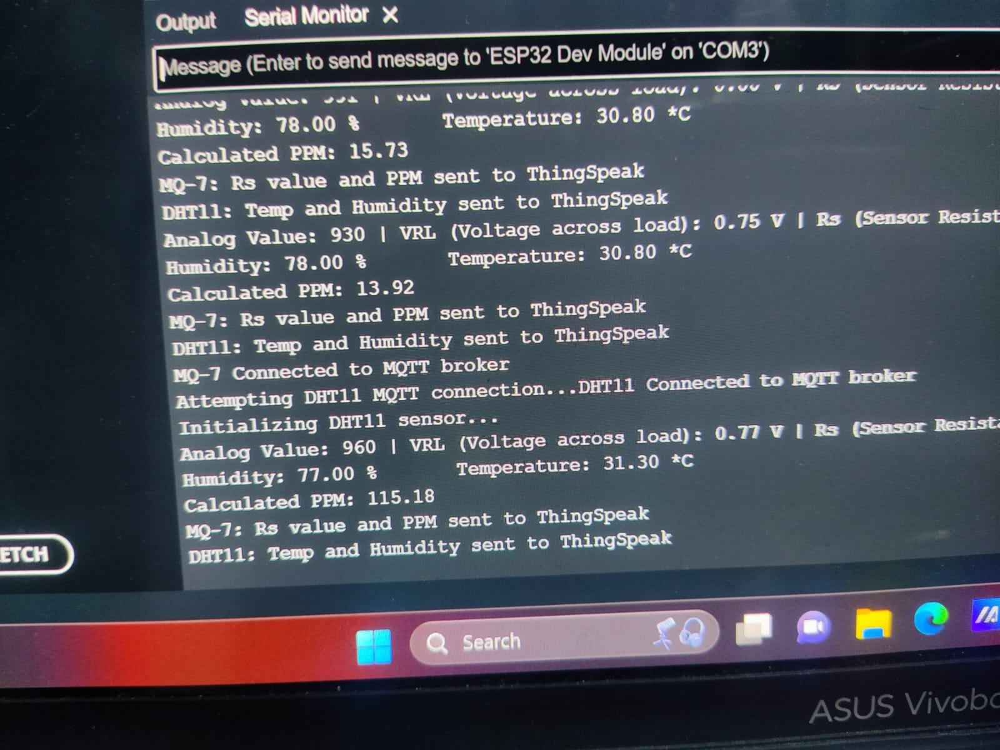 Output Serial Monitor X
Message (Enter to send message to 'ESP32 Dev Module' on 'COM3')
Humidity: 78.00 % Temperature: 30.80 *C
Calculated PPM: 15.73
MQ-7: Rs value and PPM sent to ThingSpeak
DHT11: Temp and Humidity sent to ThingSpeak
Analog Value: 930 | VRL (Voltage across load): 0.75 V | Rs (Sensor Resist
Humidity: 78.00 % Temperature: 30.80 *C
Calculated PPM: 13.92
MQ-7: Rs value and PPM sent to ThingSpeak
DHT11: Temp and Humidity sent to ThingSpeak
MQ-7 Connected to MQTT broker
Attempting DHT11 MQTT connection...DHT11 Connected to MQTT broker
Initializing DHT11 sensor...
Analog Value: 960 | VRL (Voltage across load): 0.77 V | Rs (Sensor Resista
Humidity: 77.00 % Temperature: 31.30 *C
Calculated PPM: 115.18
MQ-7: Rs value and PPM sent to ThingSpeak
DHT11: Temp and Humidity sent to ThingSpeak
ETCH
Search
ASUS Vivobo